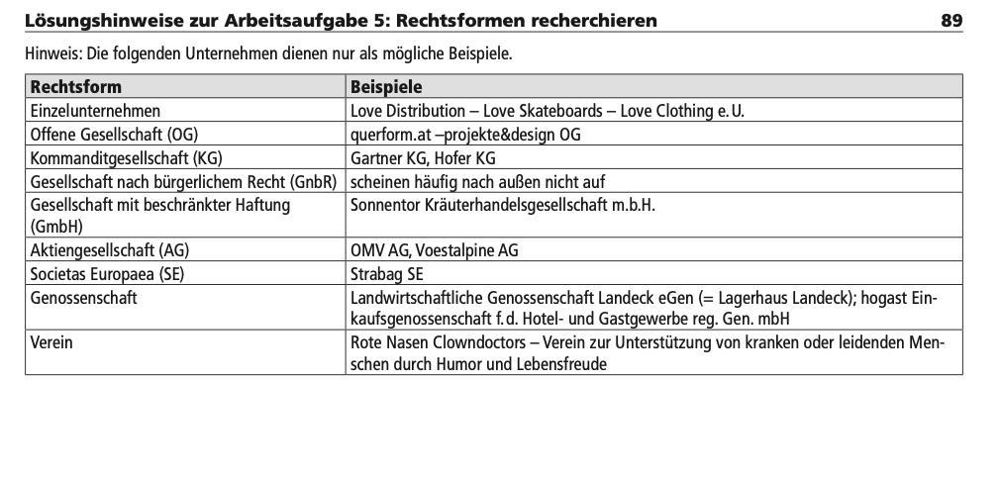 Lösungshinweise zur Arbeitsaufgabe 5: Rechtsformen recherchieren 89
Hinweis: Die folgenden Unternehmen dienen nur als mögliche Beispiele.
Rechtsform Beispiele
Einzelunternehmen Love Distribution – Love Skateboards – Love Clothing e. U.
Offene Gesellschaft (OG) querform.at –projekte&design OG
Kommanditgesellschaft (KG) Gartner KG, Hofer KG
Gesellschaft nach bürgerlichem Recht (GnbR) scheinen häufig nach außen nicht auf
Gesellschaft mit beschränkter Haftung Sonnentor Kräuterhandelsgesellschaft m.b.H.
(GmbH)
Aktiengesellschaft (AG) OMV AG, Voestalpine AG
Societas Europaea (SE) Strabag SE
Genossenschaft Landwirtschaftliche Genossenschaft Landeck eGen (= Lagerhaus Landeck); hogast Ein-
kaufsgenossenschaft f. d. Hotel- und Gastgewerbe reg. Gen. mbH
Verein Rote Nasen Clowndoctors – Verein zur Unterstützung von kranken oder leidenden Men-
schen durch Humor und Lebensfreude